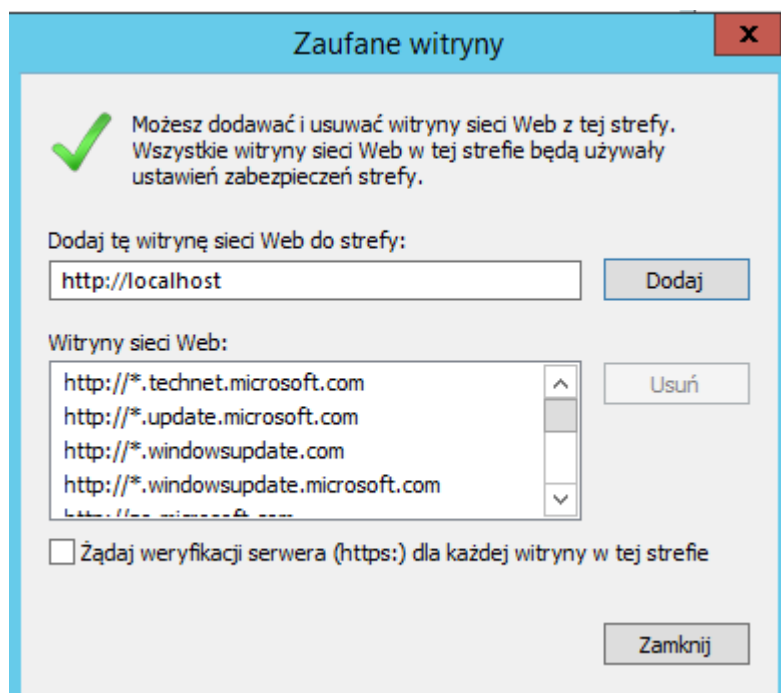 Zaufane witryny
x
Możesz dodawać i usuwać witryny sieci Web z tej strefy.
Wszystkie witryny sieci Web w tej strefie będą używały
ustawień zabezpieczeń strefy.
Dodaj tę witrynę sieci Web do strefy:
http://localhost
Dodaj
Witryny sieci Web:
http://*.technet.microsoft.com
Usuń
http://*.update.microsoft.com
http://*.windowsupdate.com
http://*.windowsupdate.microsoft.com
Żądaj weryfikacji serwera (https:) dla każdej witryny w tej strefie
Zamknij